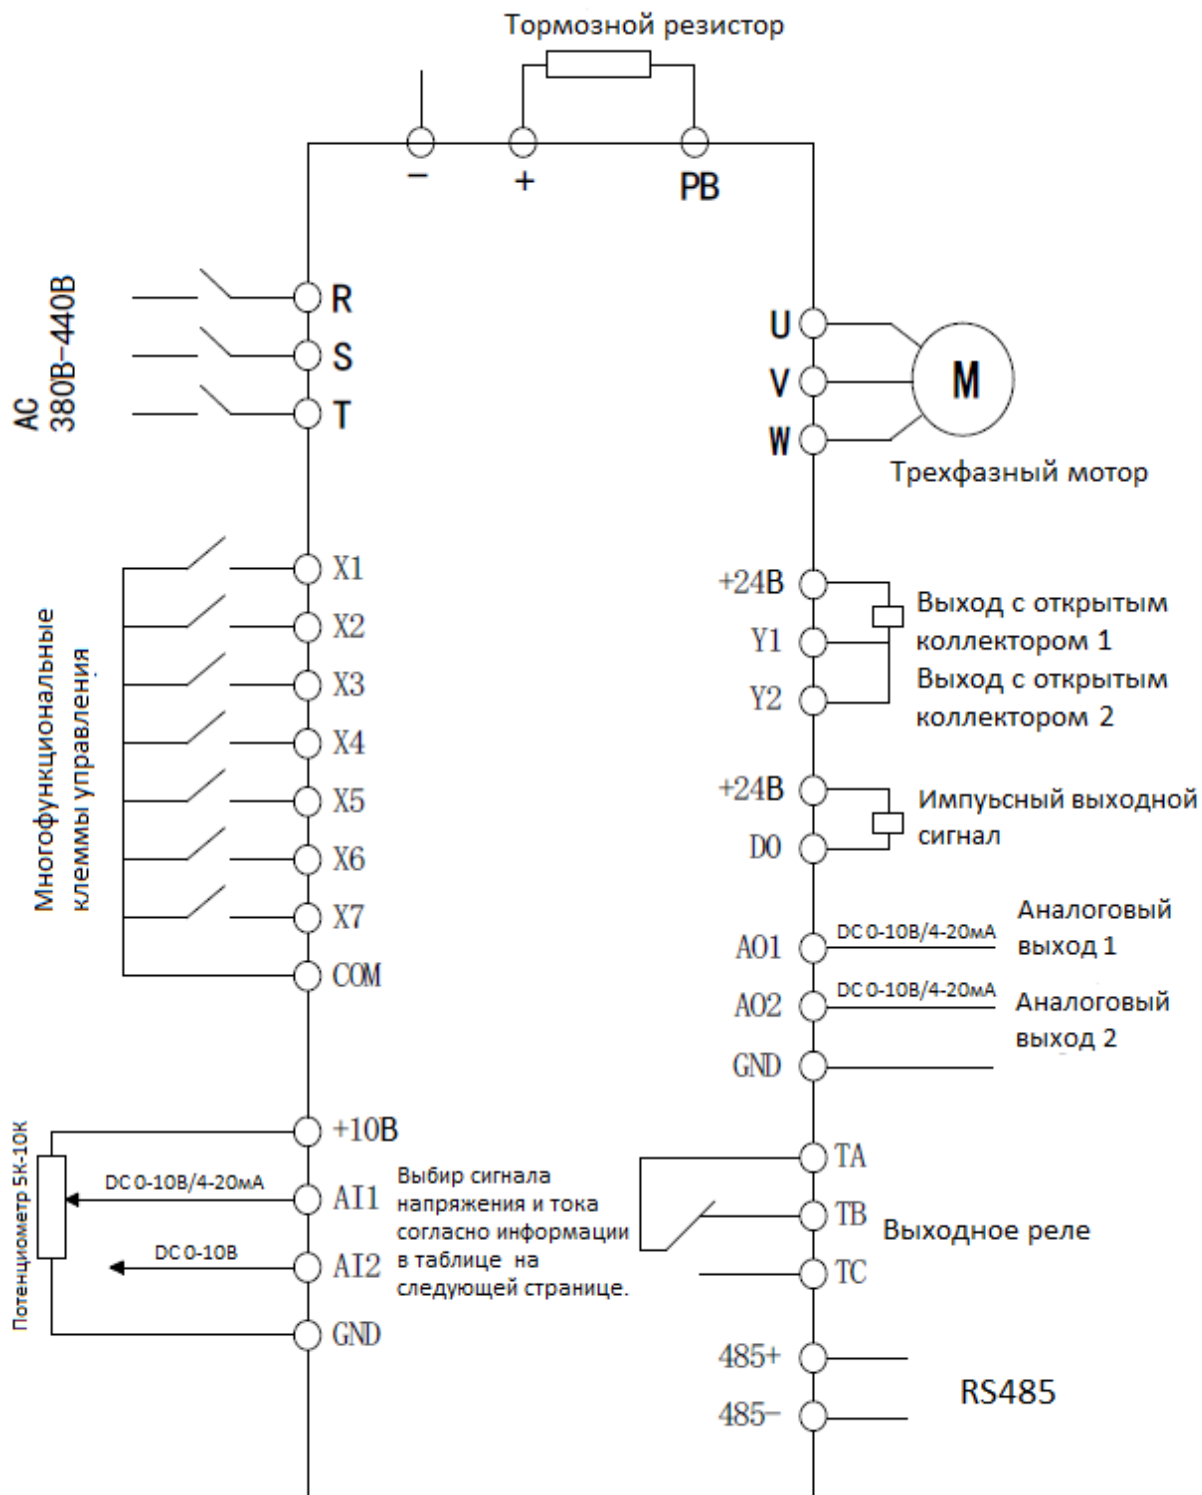 Тормозной резистор
-
+
PB
AC
380В-440В
R
S
T
U
V
W
M
Трехфазный мотор
Многофункциональные
клеммы управления
X1
X2
X3
X4
X5
X6
X7
COM
+24В
Y1
Y2
Выход с открытым
коллектором 1
Выход с открытым
коллектором 2
+24В
DO
Импуьсный выходной
сигнал
AO1
DC 0-10В/4-20мА
Аналоговый
выход 1
AO2
DC 0-10В/4-20мА
Аналоговый
выход 2
GND
Потенциометр 5К-10К
+10В
DC 0-10В/4-20мА
AI1
DC 0-10В
AI2
GND
Выбир сигнала
напряжения и тока
согласно информации
в таблице на
следующей странице.
TA
TB
TC
Выходное реле
485+
485-
RS485